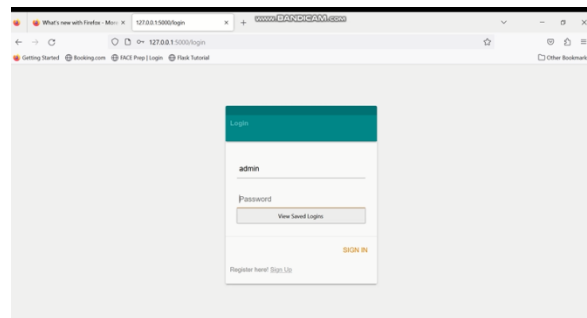 What's new with Firefox - More
127.0.0.1:5000/login
WWW.BANDICAM.COM
127.0.0.1:5000/login
Getting Started
Booking.com
FACE Prep | Login
Flask Tutorial
Other Bookmark
Login
admin
Password
View Saved Logins
SIGN IN
Register here! Sign Up